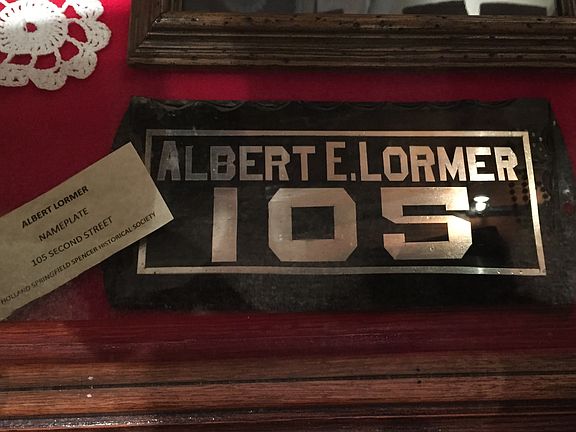 ALBERT E. LORMER
105
ALBERT LORMER
NAMEPLATE
105 SECOND STREET
HOLLAND SPRINGFIELD SPENCER HISTORICAL SOCIETY